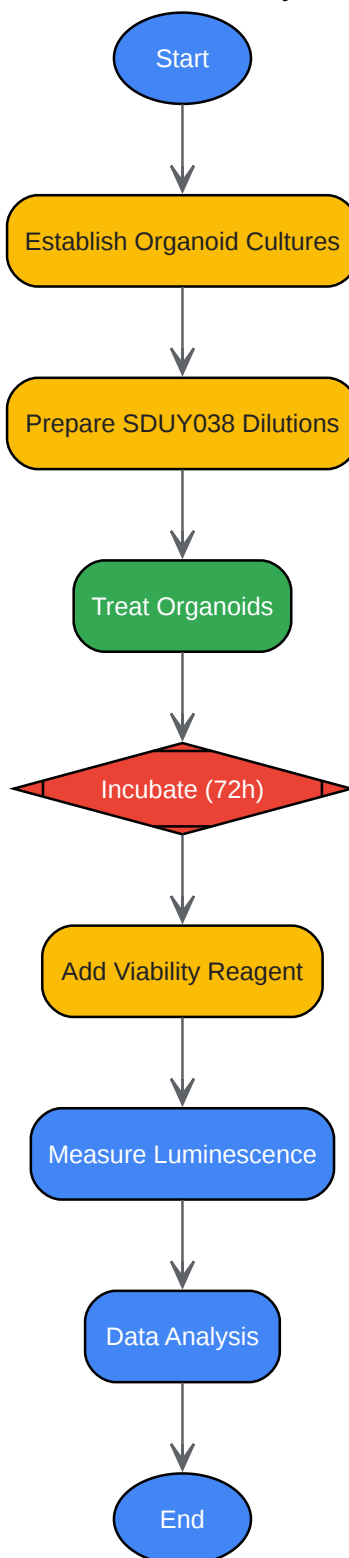 Start
Establish Organoid Cultures
Prepare SDUY038 Dilutions
Treat Organoids
Incubate (72h)
Add Viability Reagent
Measure Luminescence
Data Analysis
End